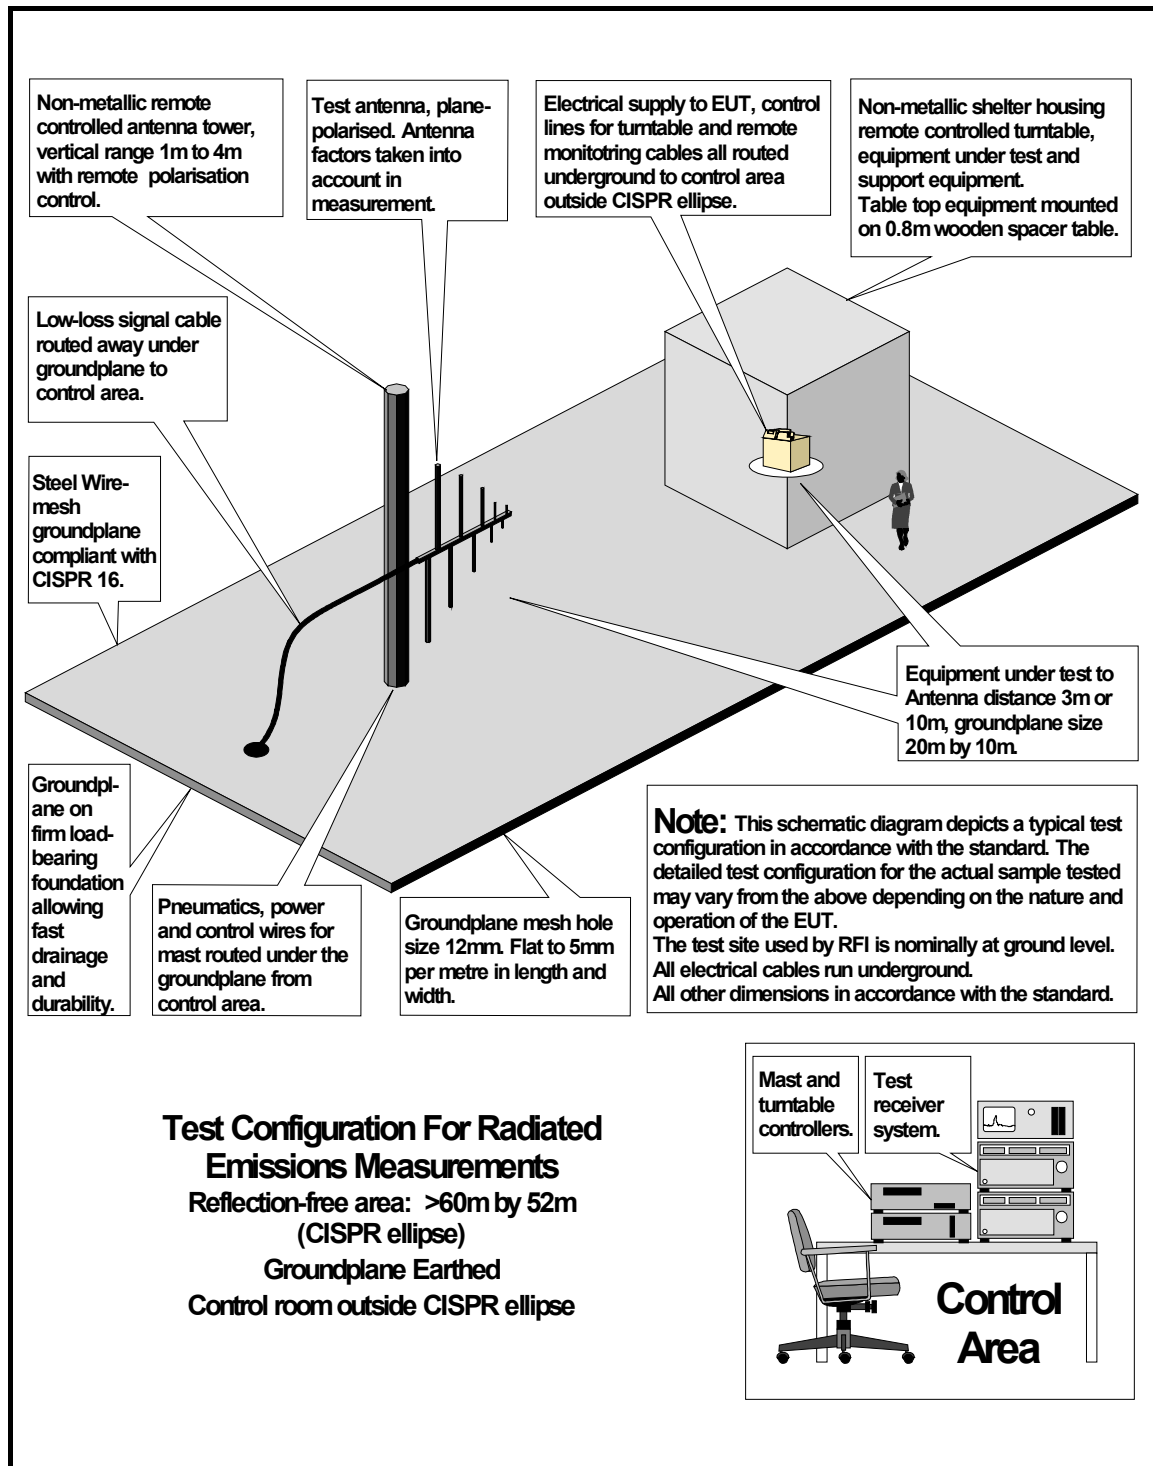 Non-metallic remote
controlled antenna tower,
vertical range 1m to 4m
with remote polarisation
control.
Test antenna, plane-
polarised. Antenna
factors taken into
account in
measurement.
Electrical supply to EUT, control
lines for turntable and remote
monitotring cables all routed
underground to control area
outside CISPR ellipse.
Non-metallic shelter housing
remote controlled turntable,
equipment under test and
support equipment.
Table top equipment mounted
on 0.8m wooden spacer table.
Low-loss signal cable
routed away under
groundplane to
control area.
Steel Wire-
mesh
groundplane
compliant with
CISPR 16.
Equipment under test to
Antenna distance 3m or
10m, groundplane size
20m by 10m.
Groundpl-
ane on
firm load-
bearing
foundation
allowing
fast
drainage
and
durability.
Pneumatics, power
and control wires for
mast routed under the
groundplane from
control area.
Groundplane mesh hole
size 12mm. Flat to 5mm
per metre in length and
width.
Note: This schematic diagram depicts a typical test
configuration in accordance with the standard. The
detailed test configuration for the actual sample tested
may vary from the above depending on the nature and
operation of the EUT.
The test site used by RFI is nominally at ground level.
All electrical cables run underground.
All other dimensions in accordance with the standard.
Test Configuration For Radiated
Emissions Measurements
Reflection-free area: >60m by 52m
(CISPR ellipse)
Groundplane Earthed
Control room outside CISPR ellipse
Mast and
turntable
controllers.
Test
receiver
system.
Control
Area